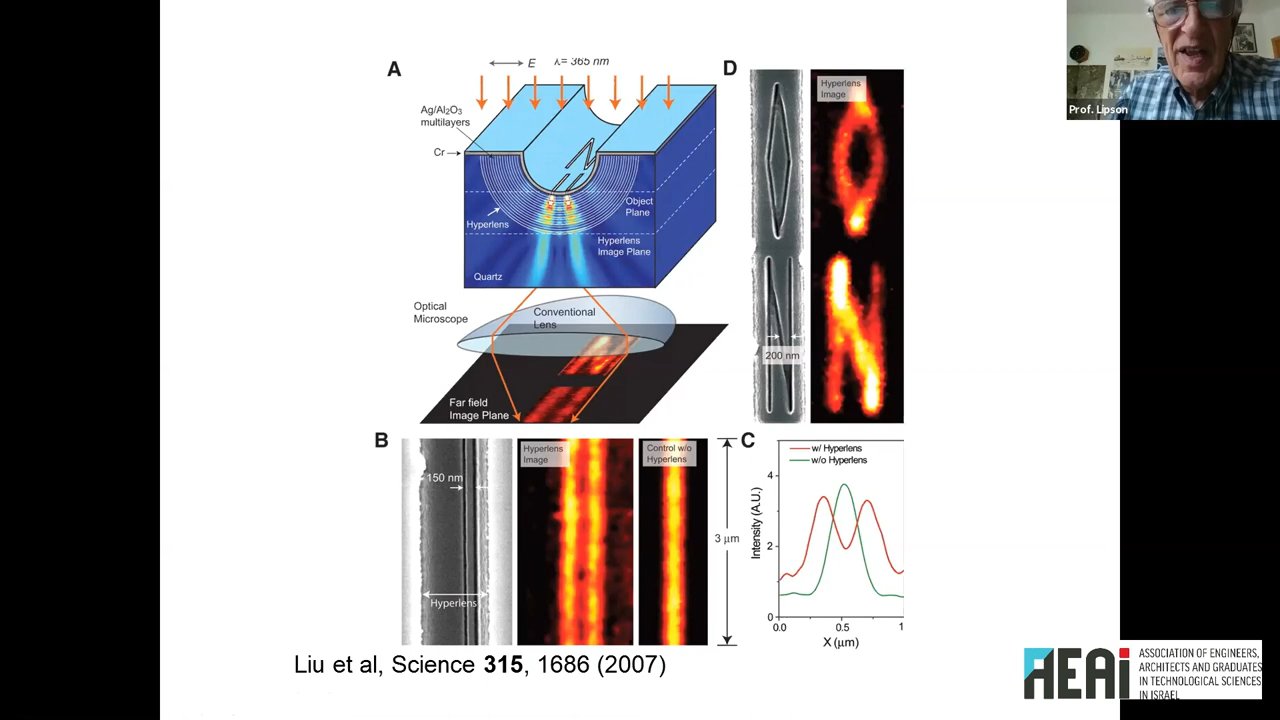 A
E
λ= 365 nm
Ag/Al₂O₃
multilayers
Cr
Object
Plane
Hyperlens
Hyperlens
Image Plane
Quartz
Optical
Microscope
Conventional
Lens
Far field
Image Plane
D
Hyperlens
Image
200 nm
B
150 nm
Hyperlens
Hyperlens
Image
Control w/o
Hyperlens
3 μm
C
w/ Hyperlens
w/o Hyperlens
4
2
0
Intensity (A.U.)
0.0
0.5
1
X (μm)
Liu et al, Science 315, 1686 (2007)
Prof. Lipson
AEAi
ASSOCIATION OF ENGINEERS,
ARCHITECTS AND GRADUATES
IN TECHNOLOGICAL SCIENCES
IN ISRAEL